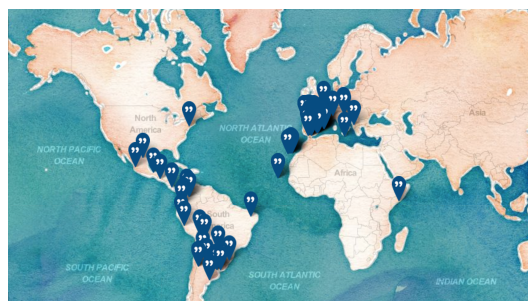 North
America
NORTH ATLANTIC
OCEAN
Asia
NORTH PACIFIC
OCEAN
Africa
South
SOUTH PACIFIC
OCEAN
SOUTH ATLANTIC
OCEAN
INDIAN OCEAN